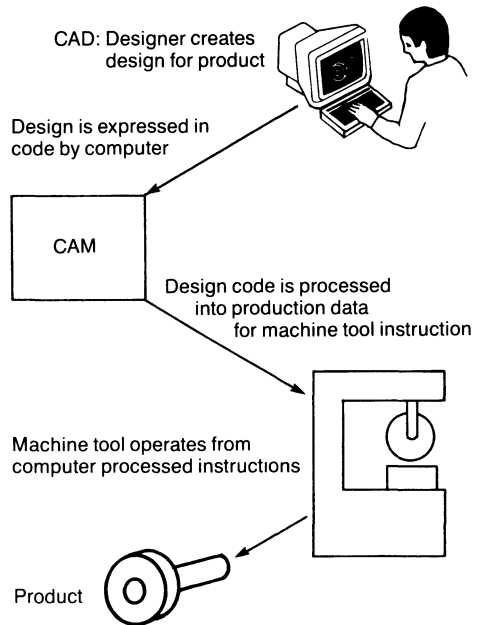 CAD: Designer creates
design for product
Design is expressed in
code by computer
CAM
Design code is processed
into production data
for machine tool instruction
Machine tool operates from
computer processed instructions
Product